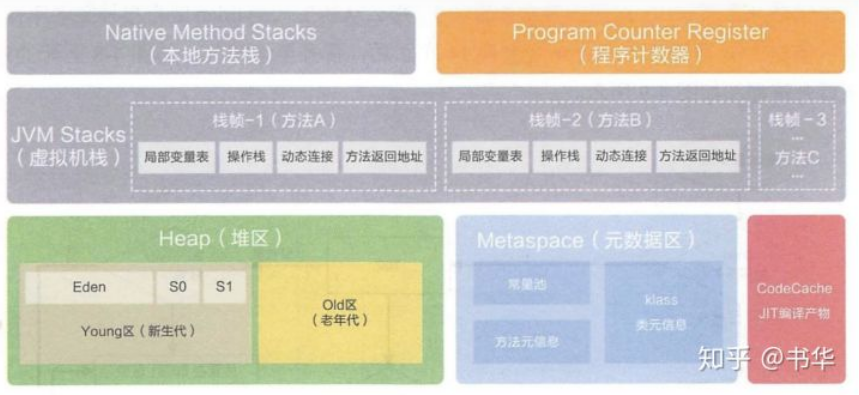 Native Method Stacks
（本地方法栈）
Program Counter Register
（程序计数器）
JVM Stacks
（虚拟机栈）
栈帧-1（方法A）
局部变量表
操作栈
动态连接
方法返回地址
栈帧-2（方法B）
局部变量表
操作栈
动态连接
方法返回地址
栈帧-3
...
方法C
...
Heap（堆区）
Eden
S0
S1
Young区（新生代）
Old区
（老年代）
Metaspace（元数据区）
常量池
方法元信息
klass
类元信息
CodeCache
JIT编译产物
知乎 @书华